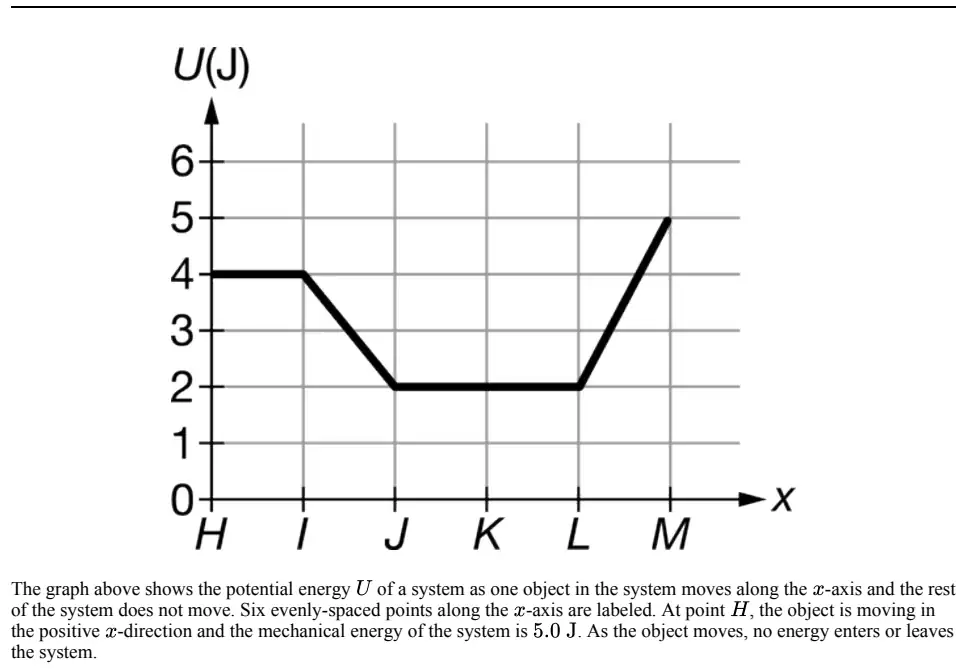 U(J)
6
5
4
3
2
1
0
x
H I J K L M
The graph above shows the potential energy U of a system as one object in the system moves along the x-axis and the rest
of the system does not move. Six evenly-spaced points along the x-axis are labeled. At point H, the object is moving in
the positive x-direction and the mechanical energy of the system is 5.0 J. As the object moves, no energy enters or leaves
the system.